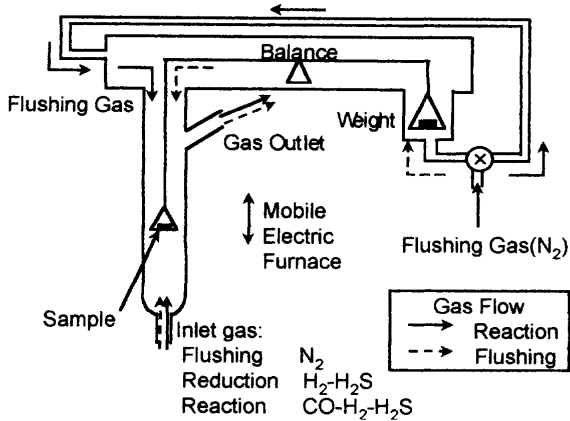 Balance
Flushing Gas
Weight
Gas Outlet
Mobile
Electric
Furnace
Flushing Gas(N₂)
Sample
Inlet gas:
Flushing N₂
Reduction H₂-H₂S
Reaction CO-H₂-H₂S
Gas Flow
Reaction
Flushing